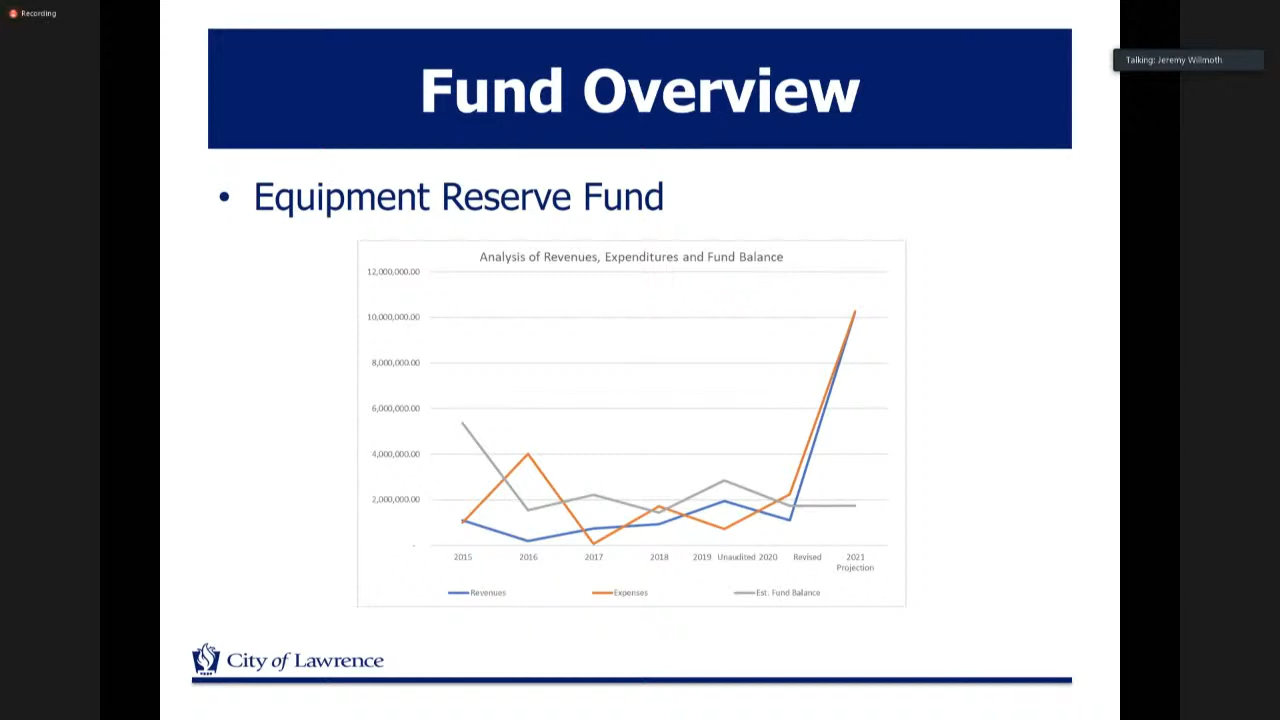 Recording
Talking: Jeremy Willmoth
Fund Overview
• Equipment Reserve Fund
Analysis of Revenues, Expenditures and Fund Balance
12,000,000.00
10,000,000.00
8,000,000.00
6,000,000.00
4,000,000.00
2,000,000.00
-
2015 2016 2017 2018 2019 Unaudited 2020 Revised 2021
Projection
Revenues Expenses Est. Fund Balance
City of Lawrence